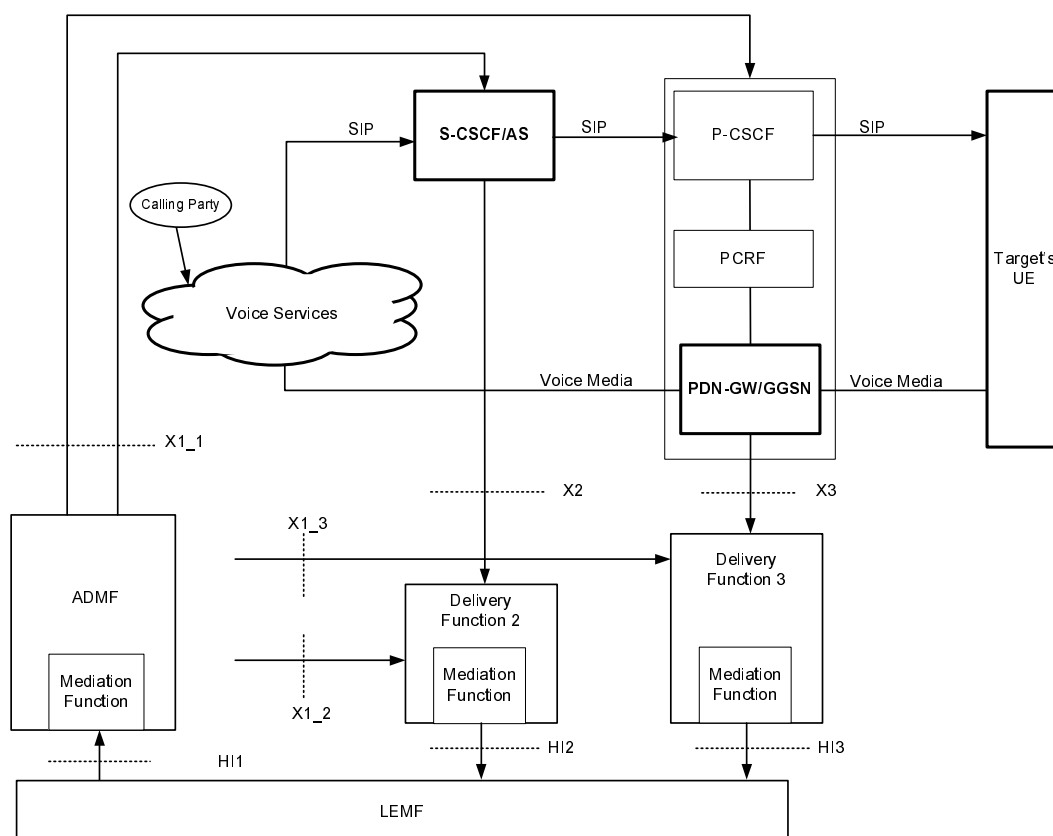 SIP
S-CSCF/AS
SIP
P-CSCF
SIP
Calling Party
PCRF
Target's
UE
Voice Services
Voice Media
PDN-GW/GGSN
Voice Media
X1_1
X2
X3
X1_3
ADMF
Delivery
Function 2
Delivery
Function 3
Mediation
Function
Mediation
Function
Mediation
Function
X1_2
HI1
HI2
HI3
LEMF